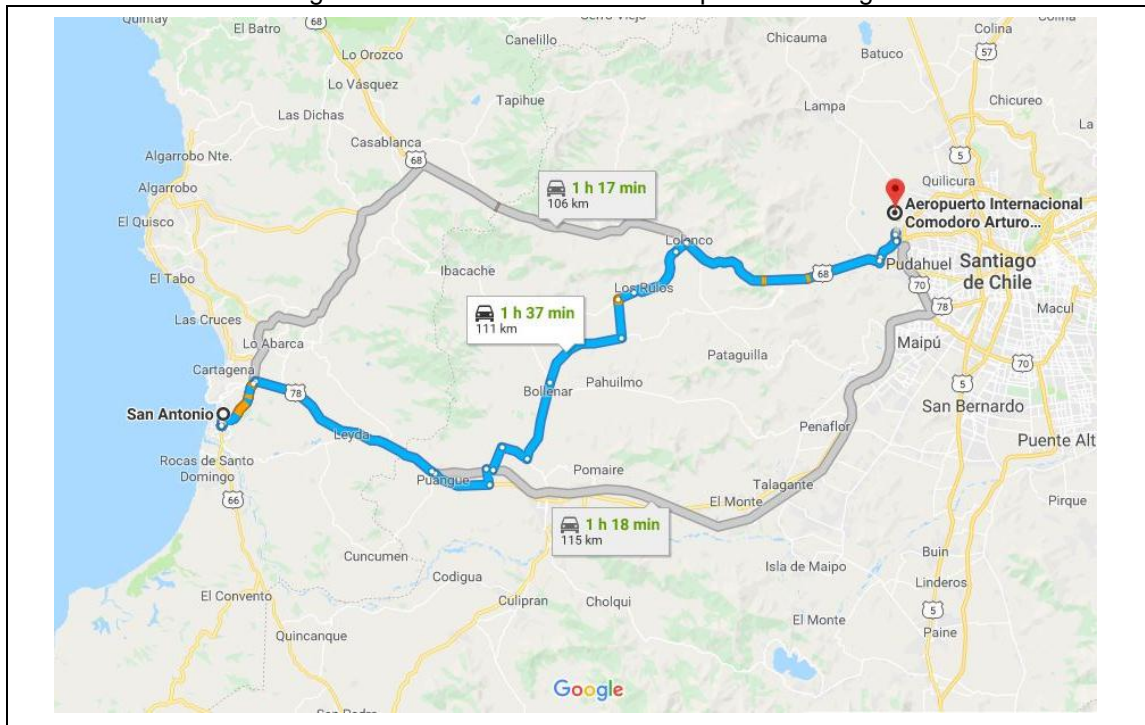 Quintay
El Batro
68
Lo Orozco
Canelillo
Chicauma
Batuco
Colina
57
Lo Vásquez
Tapihue
Las Dichas
Lampa
Chicureo
Casablanca
68
La
Algarrobo Nte.
5
Algarrobo
1 h 17 min
106 km
Quilicura
El Quisco
Aeropuerto Internacional
Comodoro Arturo...
Lolenco
Ibacache
68
Pudahuel
Santiago
de Chile
El Tabo
Los Rulos
70
78
Macul
Las Cruces
1 h 37 min
111 km
Lo Abarca
Maipú
Cartagena
Pataguilla
70
78
Bollenar
Pahuilmo
5
San Antonio
San Bernardo
Leyda
Peñaflor
Puente Alt
Rocas de Santo
Domingo
Puangue
Pomaire
Talagante
66
El Monte
Pirque
1 h 18 min
115 km
Cuncumen
Buin
Codigua
Isla de Maipo
Linderos
El Convento
Culipran
Cholqui
El Monte
5
Quincanque
Paine
Google